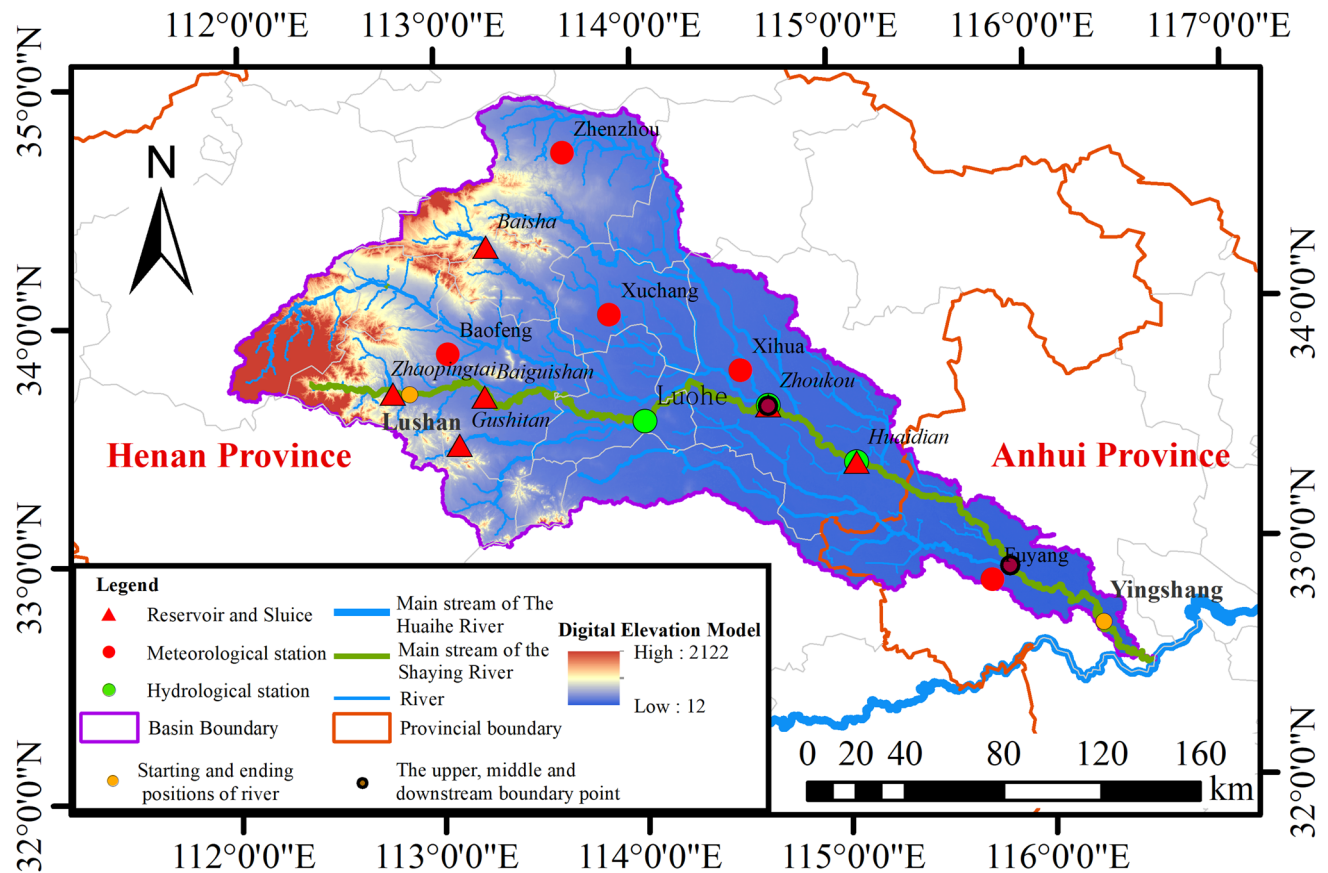 112°0'0"E 113°0'0"E 114°0'0"E 115°0'0"E 116°0'0"E 117°0'0"E
35°0'0"N
34°0'0"N
33°0'0"N
32°0'0"N
34°0'0"N
33°0'0"N
32°0'0"N
N
Zhenzhou
Baisha
Xuchang
Baofeng
Xihua
Zhaopingtai
Baiguishan
Zhoukou
Luohe
Lushan
Gushitan
Huaidian
Henan Province
Anhui Province
Fuyang
Yingshang
Legend
Reservoir and Sluice
Meteorological station
Hydrological station
Basin Boundary
Starting and ending
positions of river
Main stream of The
Huaihe River
Main stream of the
Shaying River
River
Provincial boundary
The upper, middle and
downstream boundary point
Digital Elevation Model
High : 2122
Low : 12
0 20 40 80 120 160
km
112°0'0"E 113°0'0"E 114°0'0"E 115°0'0"E 116°0'0"E